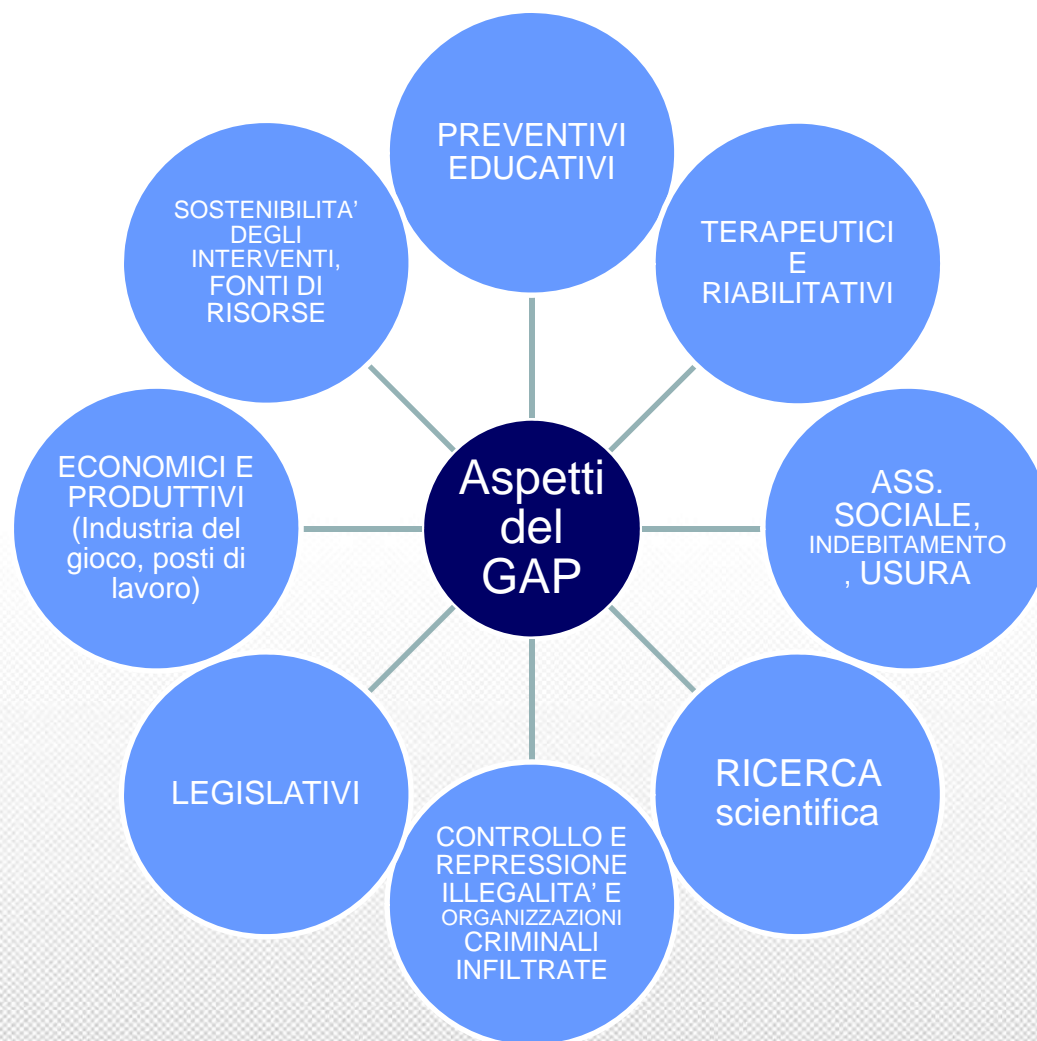 PREVENTIVI
EDUCATIVI
TERAPEUTICI
E
RIABILITATIVI
ASS.
SOCIALE,
INDEBITAMENTO
, USURA
RICERCA
scientifica
CONTROLLO E
REPRESSIONE
ILLEGALITA’ E
ORGANIZZAZIONI
CRIMINALI
INFILTRATE
LEGISLATIVI
ECONOMICI E
PRODUTTIVI
(Industria del
gioco, posti di
lavoro)
SOSTENIBILITA’
DEGLI
INTERVENTI,
FONTI DI
RISORSE
Aspetti
del
GAP